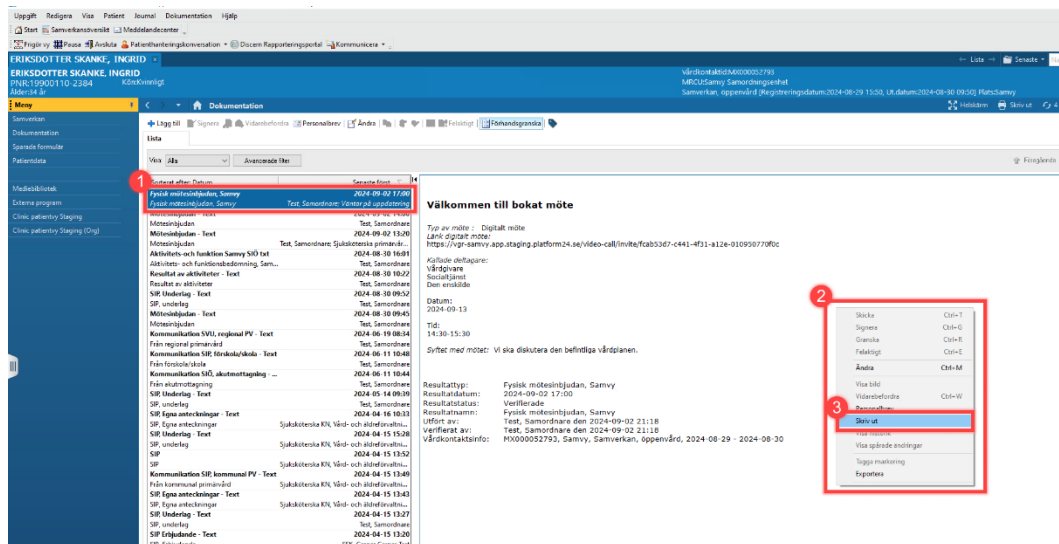 Uppgift Redigera Visa Patient Journal Dokumentation Hjälp
Start Samverkansöversikt Meddelandecenter
Frigör vy Pausa Avsluta Patienthanteringskonversation Discern Rapporteringsportal Kommunicera
ERIKSDOTTER SKANKE, INGRID Lista Senaste
ERIKSDOTTER SKANKE, INGRID
PNR:19900110-2384 Kön:Kvinnligt
Ålder:34 år
Vårdkontaktid:MX000052793
MRCU:Samvy Samordningsenhet
Samverkan, öppenvård [Registreringsdatum:2024-08-29 15:50, Ut.datum:2024-08-30 09:50] Plats:Samvy
Meny Dokumentation Helskärm Skriv ut
Samverkan
Dokumentation
Sparade formulär
Patientdata
Mediebibliotek
Externa program
Clinic patientvy Staging
Clinic patientvy Staging (Org)
Lägg till Signera Vidarebefordra Personalbrev Ändra Felaktigt Förhandsgranska
Lista
Visa: Alla Avancerade filter Föregående
1
Sorterat efter: Datum Senaste först
Fysisk mötesinbjudan, Samvy 2024-09-02 17:00
Fysisk mötesinbjudan, Samvy Test, Samordnare; Väntar på uppdatering
Mötesinbjudan - Text
Mötesinbjudan Test, Samordnare
Mötesinbjudan - Text 2024-09-02 13:20
Mötesinbjudan Test, Samordnare; Sjuksköterska primärvår...
Aktivitets-och funktion Samvy SIÖ txt 2024-08-30 16:01
Aktivitets- och funktionsbedömning, Sam... Test, Samordnare
Resultat av aktiviteter - Text 2024-08-30 10:22
Resultat av aktiviteter Test, Samordnare
SIP, Underlag - Text 2024-08-30 09:52
SIP, underlag Test, Samordnare
Mötesinbjudan - Text 2024-08-30 09:45
Mötesinbjudan Test, Samordnare
Kommunikation SVU, regional PV - Text 2024-06-19 08:34
Från regional primärvård Test, Samordnare
Kommunikation SIP, förskola/skola - Text 2024-06-11 10:48
Från förskola/skola Test, Samordnare
Kommunikation SIÖ, akutmottagning - ... 2024-06-11 10:44
Från akutmottagning Test, Samordnare
SIP, Underlag - Text 2024-05-14 09:39
SIP, underlag Test, Samordnare
SIP, Egna anteckningar - Text 2024-04-16 10:33
SIP, Egna anteckningar Sjuksköterska KN, Vård- och äldreförvaltni...
SIP, Underlag - Text 2024-04-15 15:28
SIP, underlag Sjuksköterska KN, Vård- och äldreförvaltni...
SIP 2024-04-15 13:52
SIP Sjuksköterska KN, Vård- och äldreförvaltni...
Kommunikation SIP, kommunal PV - Text 2024-04-15 13:49
Från kommunal primärvård Sjuksköterska KN, Vård- och äldreförvaltni...
SIP, Egna anteckningar - Text 2024-04-15 13:43
SIP, Egna anteckningar Sjuksköterska KN, Vård- och äldreförvaltni...
SIP, Underlag - Text 2024-04-15 13:27
SIP, underlag Test, Samordnare
SIP Erbjudande - Text 2024-04-15 13:20
Välkommen till bokat möte
Typ av möte : Digitalt möte
Länk digitalt möte:
https://vgr-samvy.app.staging.platform24.se/video-call/invite/fcab53d7-c441-4f31-a12e-010950770f0c
Kallade deltagare:
Vårdgivare
Socialtjänst
Den enskilde
Datum:
2024-09-13
Tid:
14:30-15:30
Syftet med mötet: Vi ska diskutera den befintliga vårdplanen.
Resultattyp: Fysisk mötesinbjudan, Samvy
Resultatdatum: 2024-09-02 17:00
Resultatstatus: Verifierade
Resultatnamn: Fysisk mötesinbjudan, Samvy
Utfört av: Test, Samordnare den 2024-09-02 21:18
Verifierat av: Test, Samordnare den 2024-09-02 21:18
Vårdkontaktsinfo: MX000052793, Samvy, Samverkan, öppenvård, 2024-08-29 - 2024-08-30
2
Skicka Ctrl+T
Signera Ctrl+G
Granska Ctrl+R
Felaktigt Ctrl+E
Ändra Ctrl+M
Visa bild
Vidarebefordra Ctrl+W
Personalbrev
3
Skriv ut
Visa historik
Visa spårade ändringar
Tagga markering
Exportera